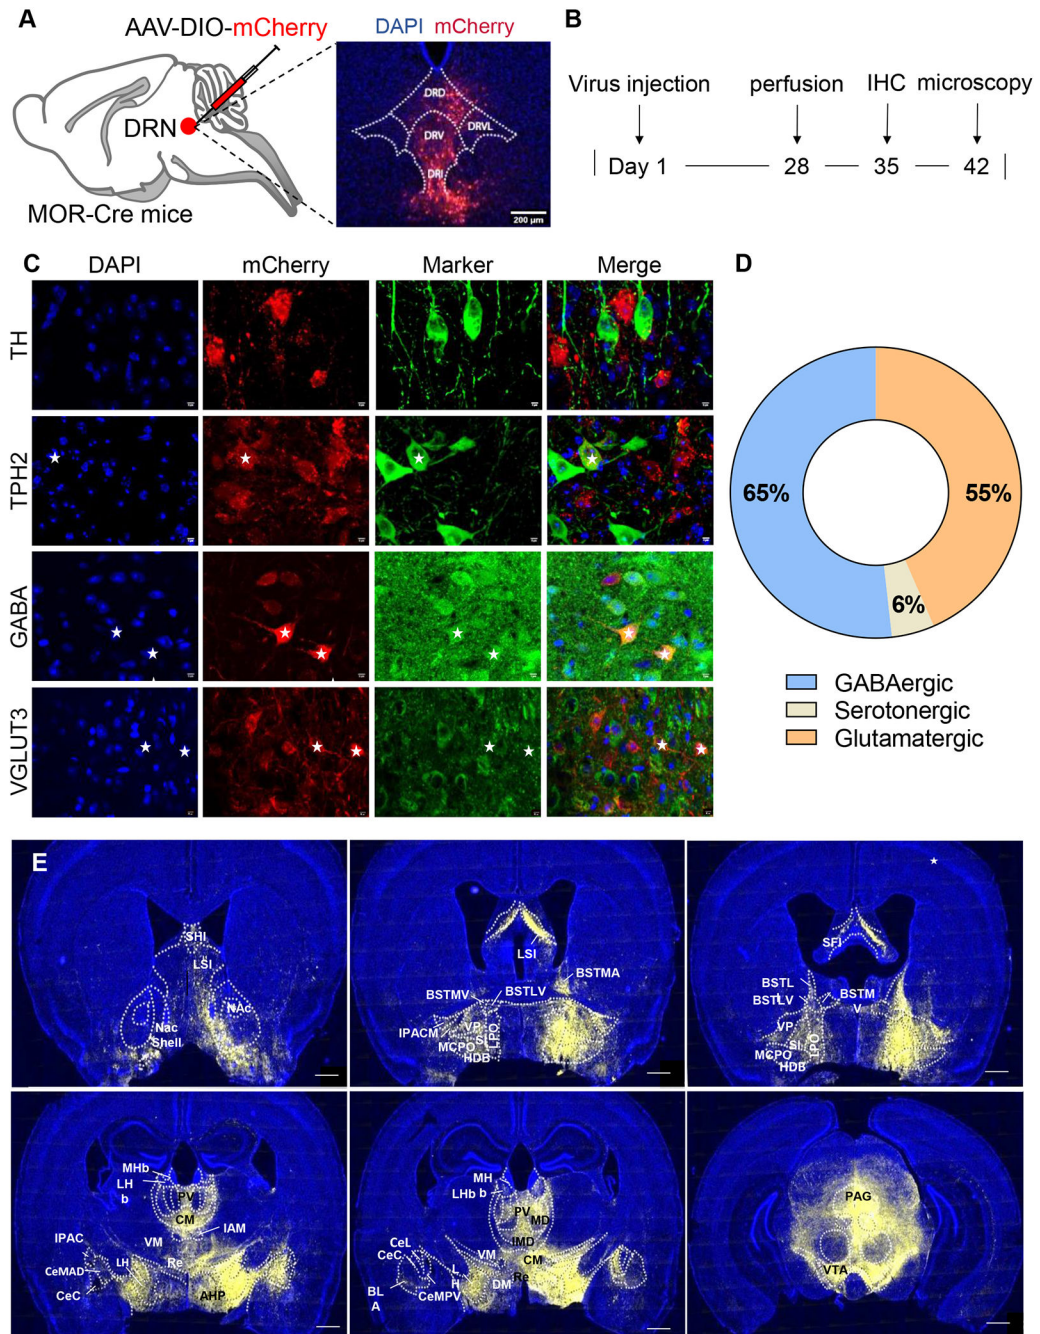 A
AAV-DIO-mCherry
DRN
MOR-Cre mice
DAPI mCherry
DRD
DRV
DRVL
DRI
200 µm
B
Virus injection
perfusion
IHC
microscopy
Day 1
28
35
42
C
DAPI
mCherry
Marker
Merge
TH
TPH2
GABA
VGLUT3
D
65%
55%
6%
GABAergic
Serotonergic
Glutamatergic
E
SHI
LSI
NAc
Nac
Shell
LSI
BSTMA
BSTMV
BSTLV
IPACM
VP
SI
LPO
MCPO
HDB
SFI
BSTL
BSTLV
BSTM
V
VP
SI
LPO
MCPO
HDB
MHb
LH
b
PV
CM
IAM
IPAC
VM
CeMAD
LH
Re
CeC
AHP
MH
b
LHb
PV
MD
IMD
CeL
CeC
VM
CM
L
H
Re
DM
BL
A
CeMPV
PAG
VTA